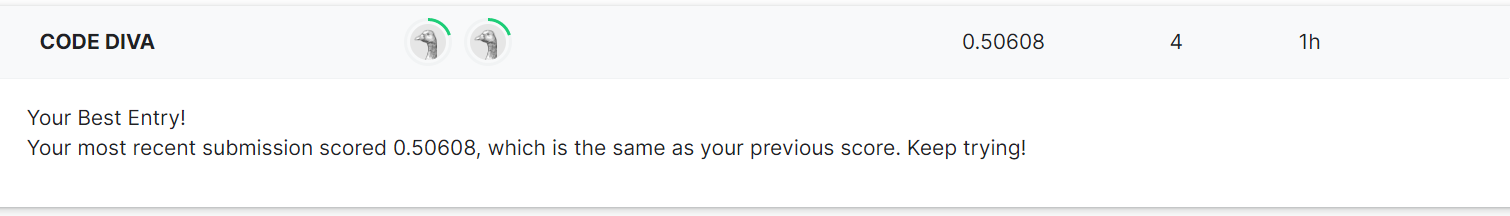 CODE DIVA 0.50608 4 1h
Your Best Entry!
Your most recent submission scored 0.50608, which is the same as your previous score. Keep trying!